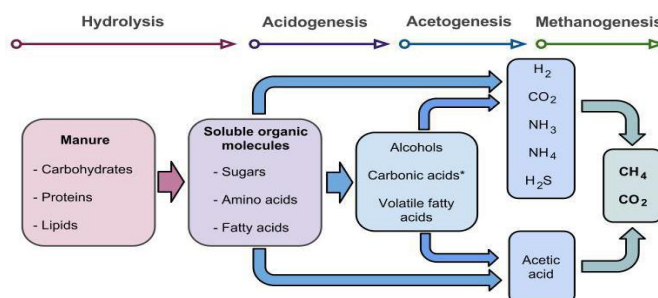 Hydrolysis
Acidogenesis
Acetogenesis
Methanogenesis
Manure
- Carbohydrates
- Proteins
- Lipids
Soluble organic
molecules
- Sugars
- Amino acids
- Fatty acids
Alcohols
Carbonic acids*
Volatile fatty
acids
H2
CO2
NH3
NH4
H2S
Acetic
acid
CH4
CO2